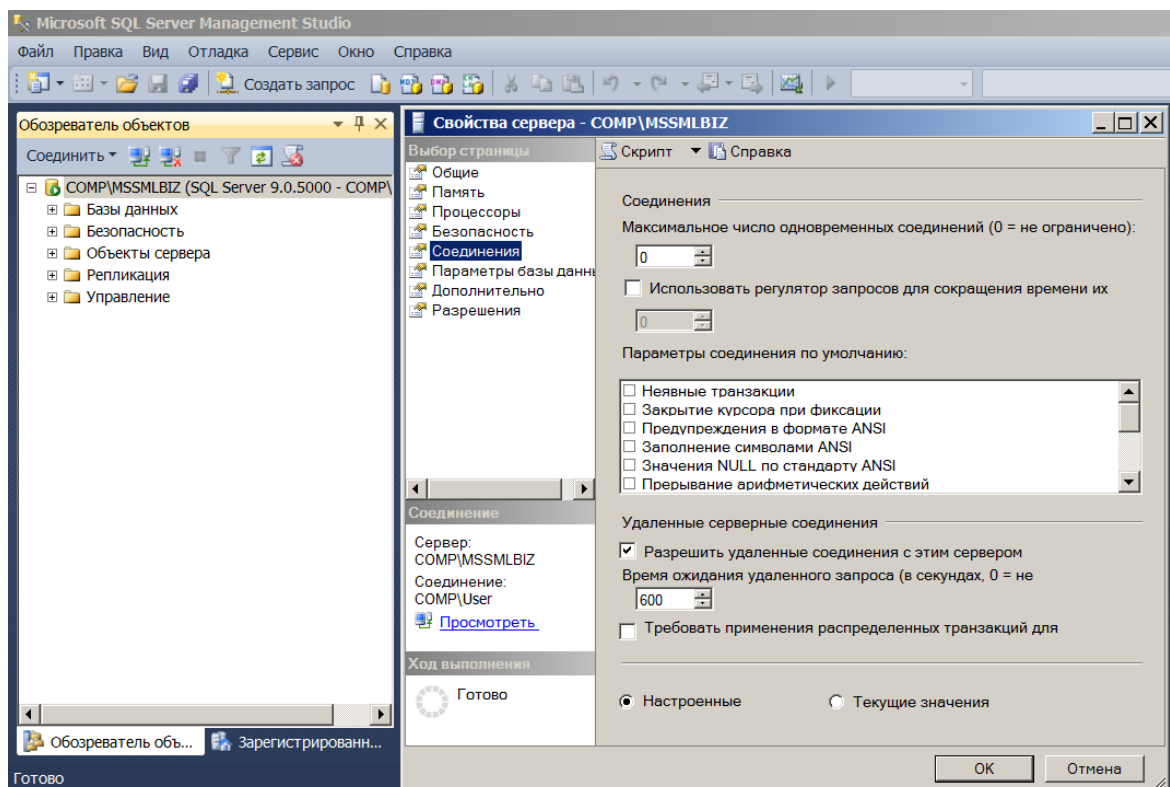 Microsoft SQL Server Management Studio
Файл Правка Вид Отладка Сервис Окно Справка
Создать запрос
Обозреватель объектов
Соединить
COMP\MSSMLBIZ (SQL Server 9.0.5000 - COMP\
Базы данных
Безопасность
Объекты сервера
Репликация
Управление
Обозреватель объ...
Зарегистрированн...
Готово
Свойства сервера - COMP\MSSMLBIZ
Выбор страницы
Общие
Память
Процессоры
Безопасность
Соединения
Параметры базы данн
Дополнительно
Разрешения
Соединение
Сервер:
COMP\MSSMLBIZ
Соединение:
COMP\User
Просмотреть
Ход выполнения
Готово
Скрипт Справка
Соединения
Максимальное число одновременных соединений (0 = не ограничено):
0
Использовать регулятор запросов для сокращения времени их
0
Параметры соединения по умолчанию:
Неявные транзакции
Закрытие курсора при фиксации
Предупреждения в формате ANSI
Заполнение символами ANSI
Значения NULL по стандарту ANSI
Прерывание арифметических действий
Удаленные серверные соединения
Разрешить удаленные соединения с этим сервером
Время ожидания удаленного запроса (в секундах, 0 = не
600
Требовать применения распределенных транзакций для
Настроенные Текущие значения
OK Отмена